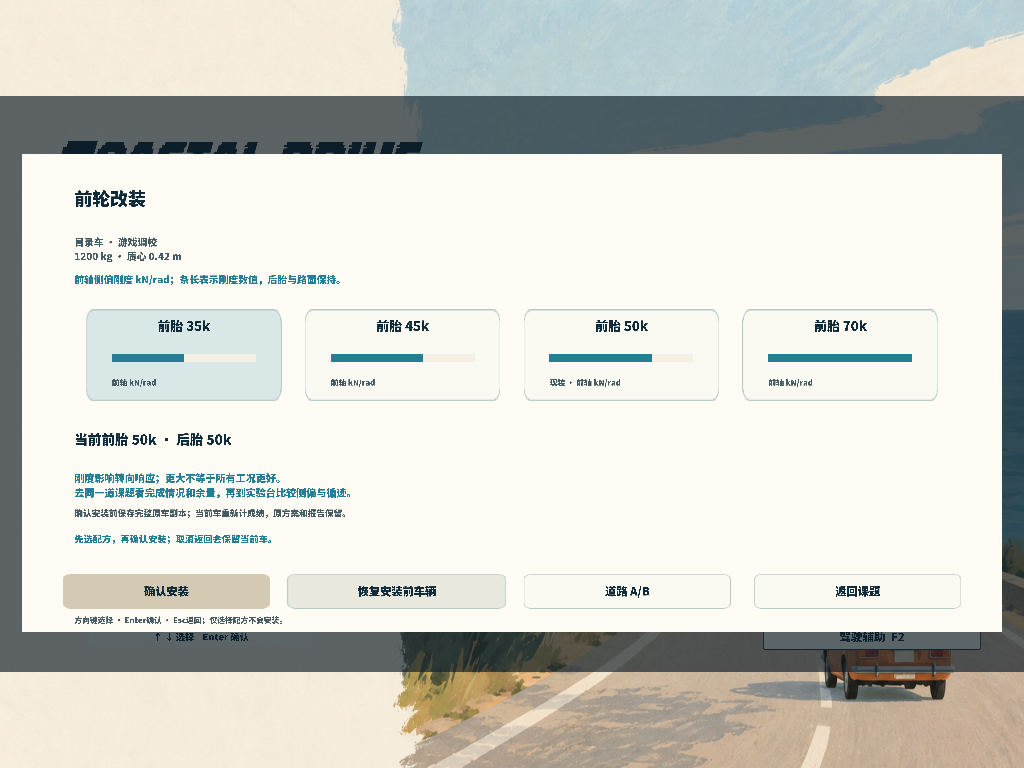 COASTAL DRIVE
前轮改装
目录车 · 游戏调校
1200 kg · 质心 0.42 m
前轴侧偏刚度 kN/rad；条长表示刚度数值，后胎与路面保持。
前胎 35k
前轴 kN/rad
前胎 45k
前轴 kN/rad
前胎 50k
现装 · 前轴 kN/rad
前胎 70k
前轴 kN/rad
当前前胎 50k · 后胎 50k
刚度影响转向响应；更大不等于所有工况更好。
去同一道课题看完成情况和余量，再到实验台比较侧偏与循迹。
确认安装前保存完整原车副本；当前车重新计成绩，原方案和报告保留。
先选配方，再确认安装；取消返回去保留当前车。
确认安装
恢复安装前车辆
道路 A/B
返回课题
方向键选择 · Enter确认 · Esc返回；仅选择配方不会安装。
↑ ↓ 选择 Enter 确认
驾驶辅助 F2